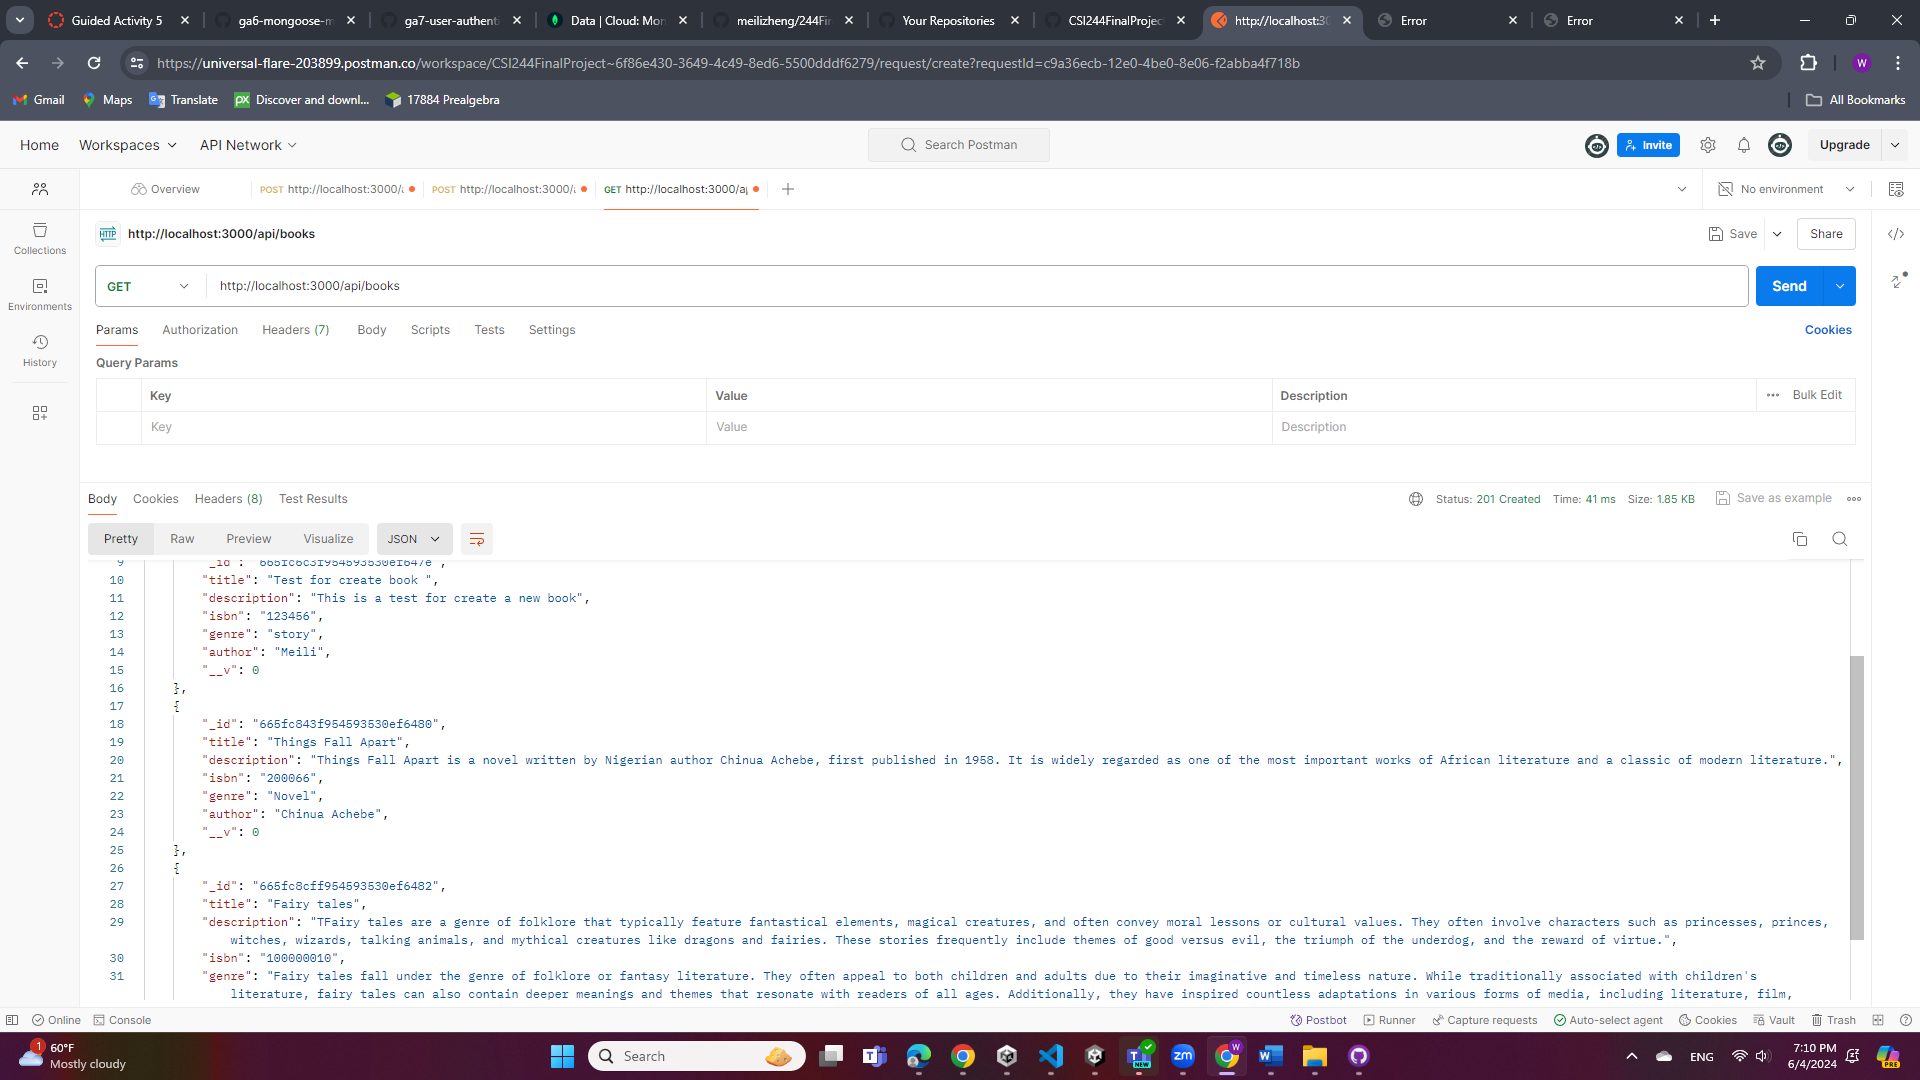 Guided Activity 5
ga6-mongoose-m
ga7-user-authenti
Data | Cloud: Mon
meilizheng/244Fin
Your Repositories
CSI244FinalProject
http://localhost:30
Error
Error
https://universal-flare-203899.postman.co/workspace/CSI244FinalProject~6f86e430-3649-4c49-8ed6-5500dddf6279/request/create?requestId=c9a36ecb-12e0-4be0-8e06-f2abba4f718b
W
Gmail
Maps
Translate
px Discover and downl...
17884 Prealgebra
All Bookmarks
Home
Workspaces
API Network
Search Postman
Invite
Upgrade
Overview
POST http://localhost:3000/a
POST http://localhost:3000/a
GET http://localhost:3000/ap
No environment
HTTP http://localhost:3000/api/books
Save
Share
Collections
Environments
History
GET
http://localhost:3000/api/books
Send
Params
Authorization
Headers (7)
Body
Scripts
Tests
Settings
Cookies
Query Params
Key
Value
Description
Bulk Edit
Key
Value
Description
Body
Cookies
Headers (8)
Test Results
Status: 201 Created
Time: 41 ms
Size: 1.85 KB
Save as example
Pretty
Raw
Preview
Visualize
JSON
9 "_id": "665fc6c3f954593530ef647e",
10 "title": "Test for create book ",
11 "description": "This is a test for create a new book",
12 "isbn": "123456",
13 "genre": "story",
14 "author": "Meili",
15 "__v": 0
16 },
17 {
18 "_id": "665fc843f954593530ef6480",
19 "title": "Things Fall Apart",
20 "description": "Things Fall Apart is a novel written by Nigerian author Chinua Achebe, first published in 1958. It is widely regarded as one of the most important works of African literature and a classic of modern literature.",
21 "isbn": "200066",
22 "genre": "Novel",
23 "author": "Chinua Achebe",
24 "__v": 0
25 },
26 {
27 "_id": "665fc8cff954593530ef6482",
28 "title": "Fairy tales",
29 "description": "TFairy tales are a genre of folklore that typically feature fantastical elements, magical creatures, and often convey moral lessons or cultural values. They often involve characters such as princesses, princes,
witches, wizards, talking animals, and mythical creatures like dragons and fairies. These stories frequently include themes of good versus evil, the triumph of the underdog, and the reward of virtue.",
30 "isbn": "100000010",
31 "genre": "Fairy tales fall under the genre of folklore or fantasy literature. They often appeal to both children and adults due to their imaginative and timeless nature. While traditionally associated with children's
literature, fairy tales can also contain deeper meanings and themes that resonate with readers of all ages. Additionally, they have inspired countless adaptations in various forms of media, including literature, film,
Online
Console
Postbot
Runner
Capture requests
Auto-select agent
Cookies
Vault
Trash
1
60°F
Mostly cloudy
Search
NEW
zm
W
ENG
7:10 PM
6/4/2024
PRE